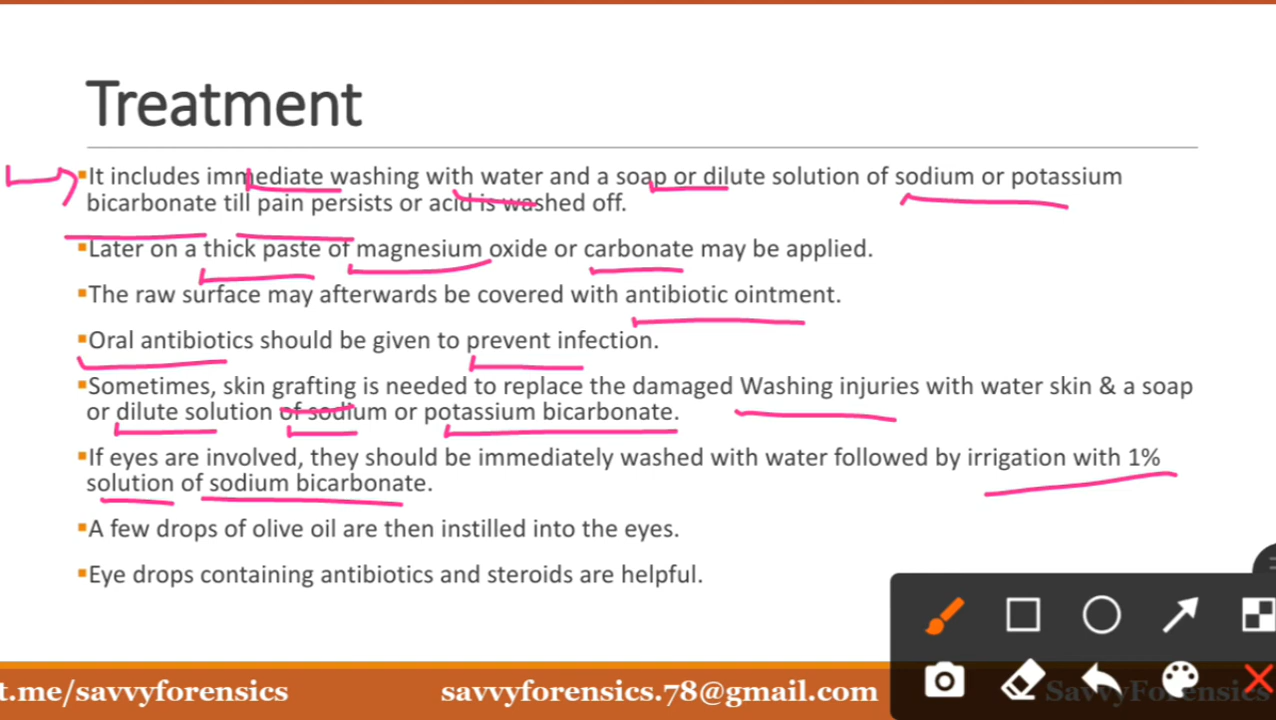 Treatment
▪It includes immediate washing with water and a soap or dilute solution of sodium or potassium
bicarbonate till pain persists or acid is washed off.
▪Later on a thick paste of magnesium oxide or carbonate may be applied.
▪The raw surface may afterwards be covered with antibiotic ointment.
▪Oral antibiotics should be given to prevent infection.
▪Sometimes, skin grafting is needed to replace the damaged Washing injuries with water skin & a soap
or dilute solution of sodium or potassium bicarbonate.
▪If eyes are involved, they should be immediately washed with water followed by irrigation with 1%
solution of sodium bicarbonate.
▪A few drops of olive oil are then instilled into the eyes.
▪Eye drops containing antibiotics and steroids are helpful.
t.me/savvyforensics savvyforensics.78@gmail.com SavvyForensics